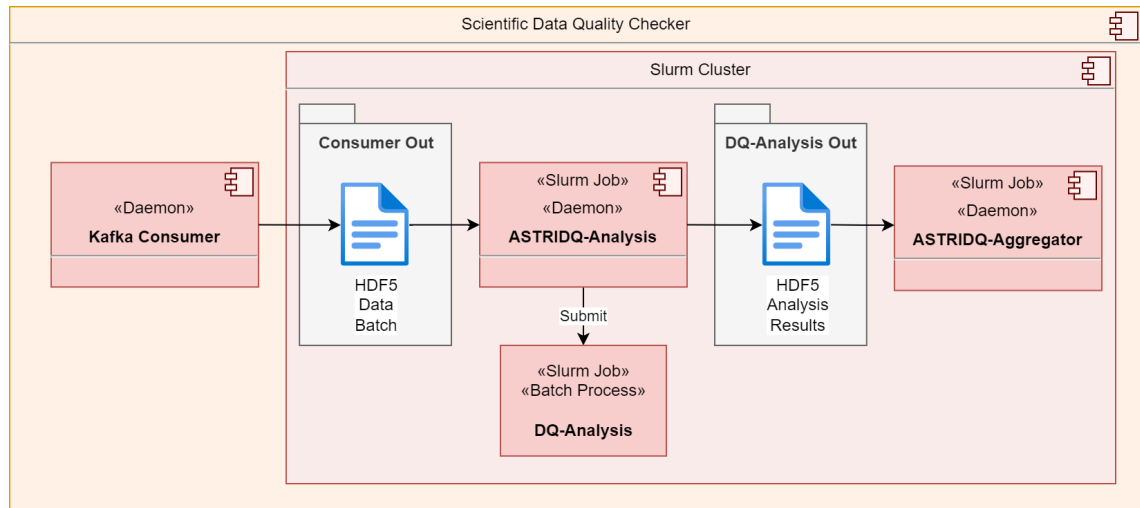 Scientific Data Quality Checker
Slurm Cluster
Consumer Out
HDF5
Data
Batch
DQ-Analysis Out
HDF5
Analysis
Results
«Daemon»
Kafka Consumer
«Slurm Job»
«Daemon»
ASTRIDQ-Analysis
«Slurm Job»
«Daemon»
ASTRIDQ-Aggregator
Submit
«Slurm Job»
«Batch Process»
DQ-Analysis